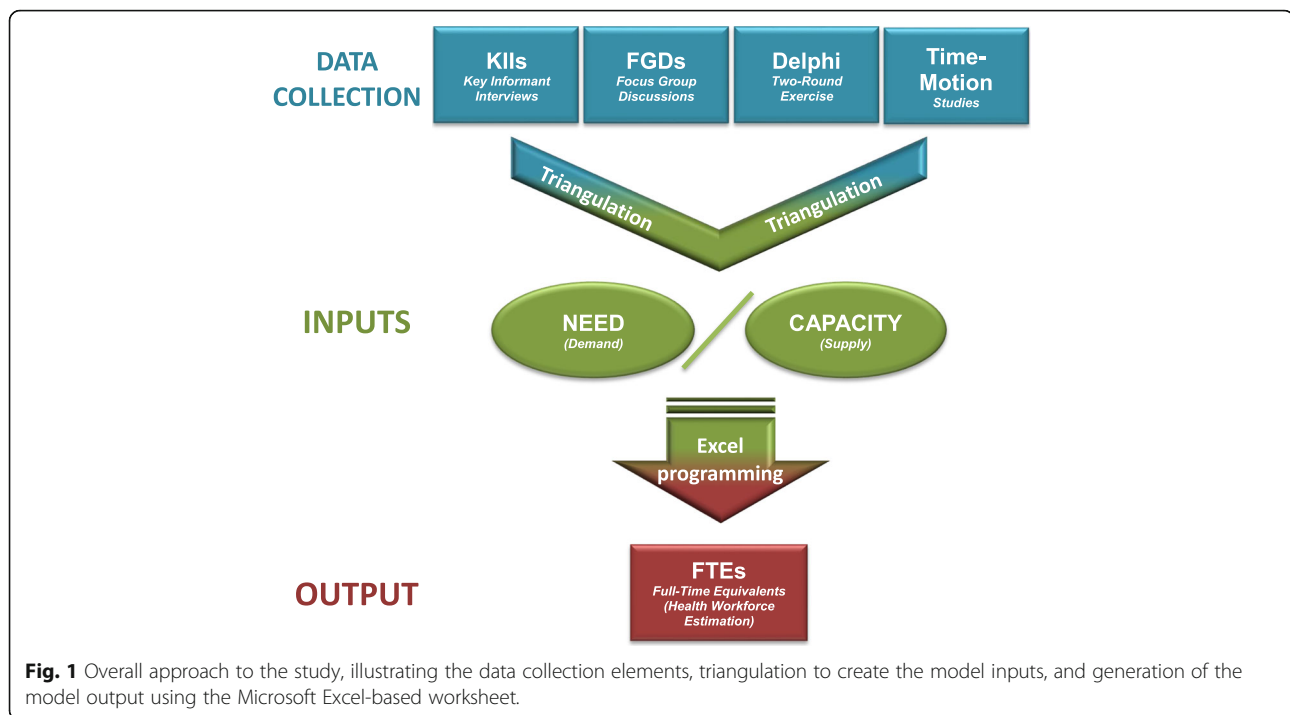 DATA
COLLECTION
KIIs
Key Informant
Interviews
FGDs
Focus Group
Discussions
Delphi
Two-Round
Exercise
Time-
Motion
Studies
Triangulation
Triangulation
INPUTS
NEED
(Demand)
CAPACITY
(Supply)
Excel
programming
OUTPUT
FTEs
Full-Time Equivalents
(Health Workforce
Estimation)
Fig. 1 Overall approach to the study, illustrating the data collection elements, triangulation to create the model inputs, and generation of the
model output using the Microsoft Excel-based worksheet.